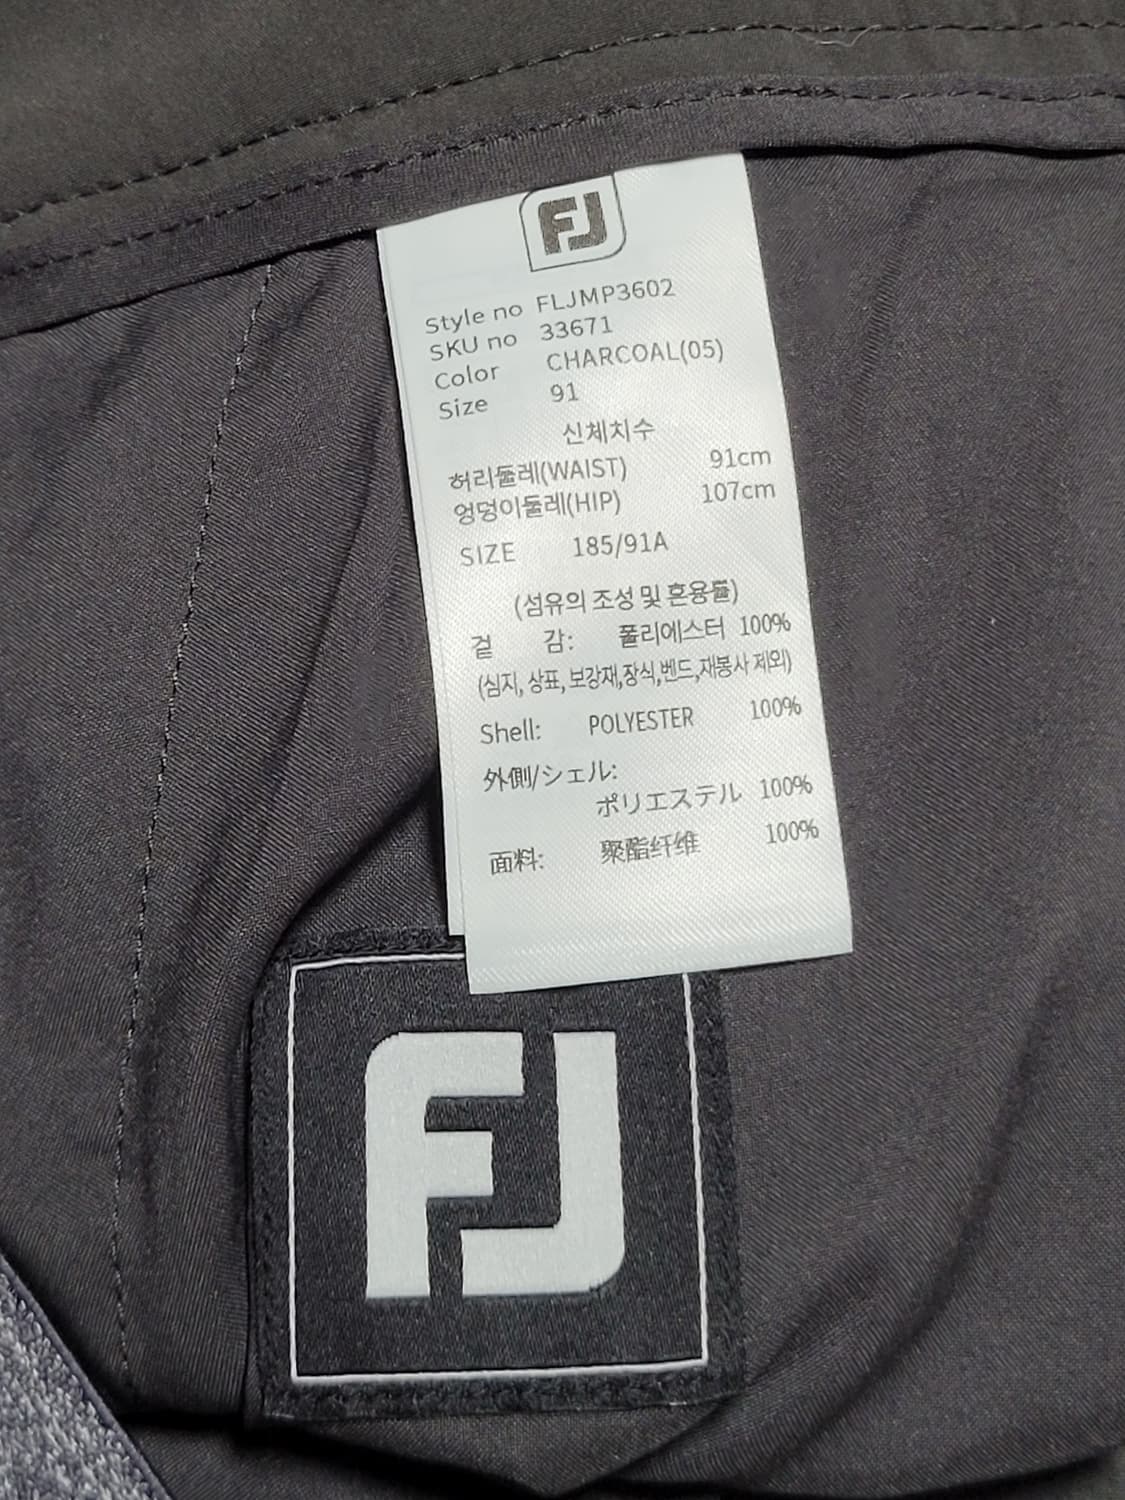 FJ
Style no FLJMP3602
SKU no 33671
Color CHARCOAL(05)
Size 91
신체치수
허리둘레(WAIST) 91cm
엉덩이둘레(HIP) 107cm
SIZE 185/91A
(섬유의 조성 및 혼용률)
겉 감: 폴리에스터 100%
(심지, 상표, 보강재,장식,벤드,재봉사 제외)
Shell: POLYESTER 100%
外側/シェル:
ポリエステル 100%
面料: 聚酯纤维 100%
FJ